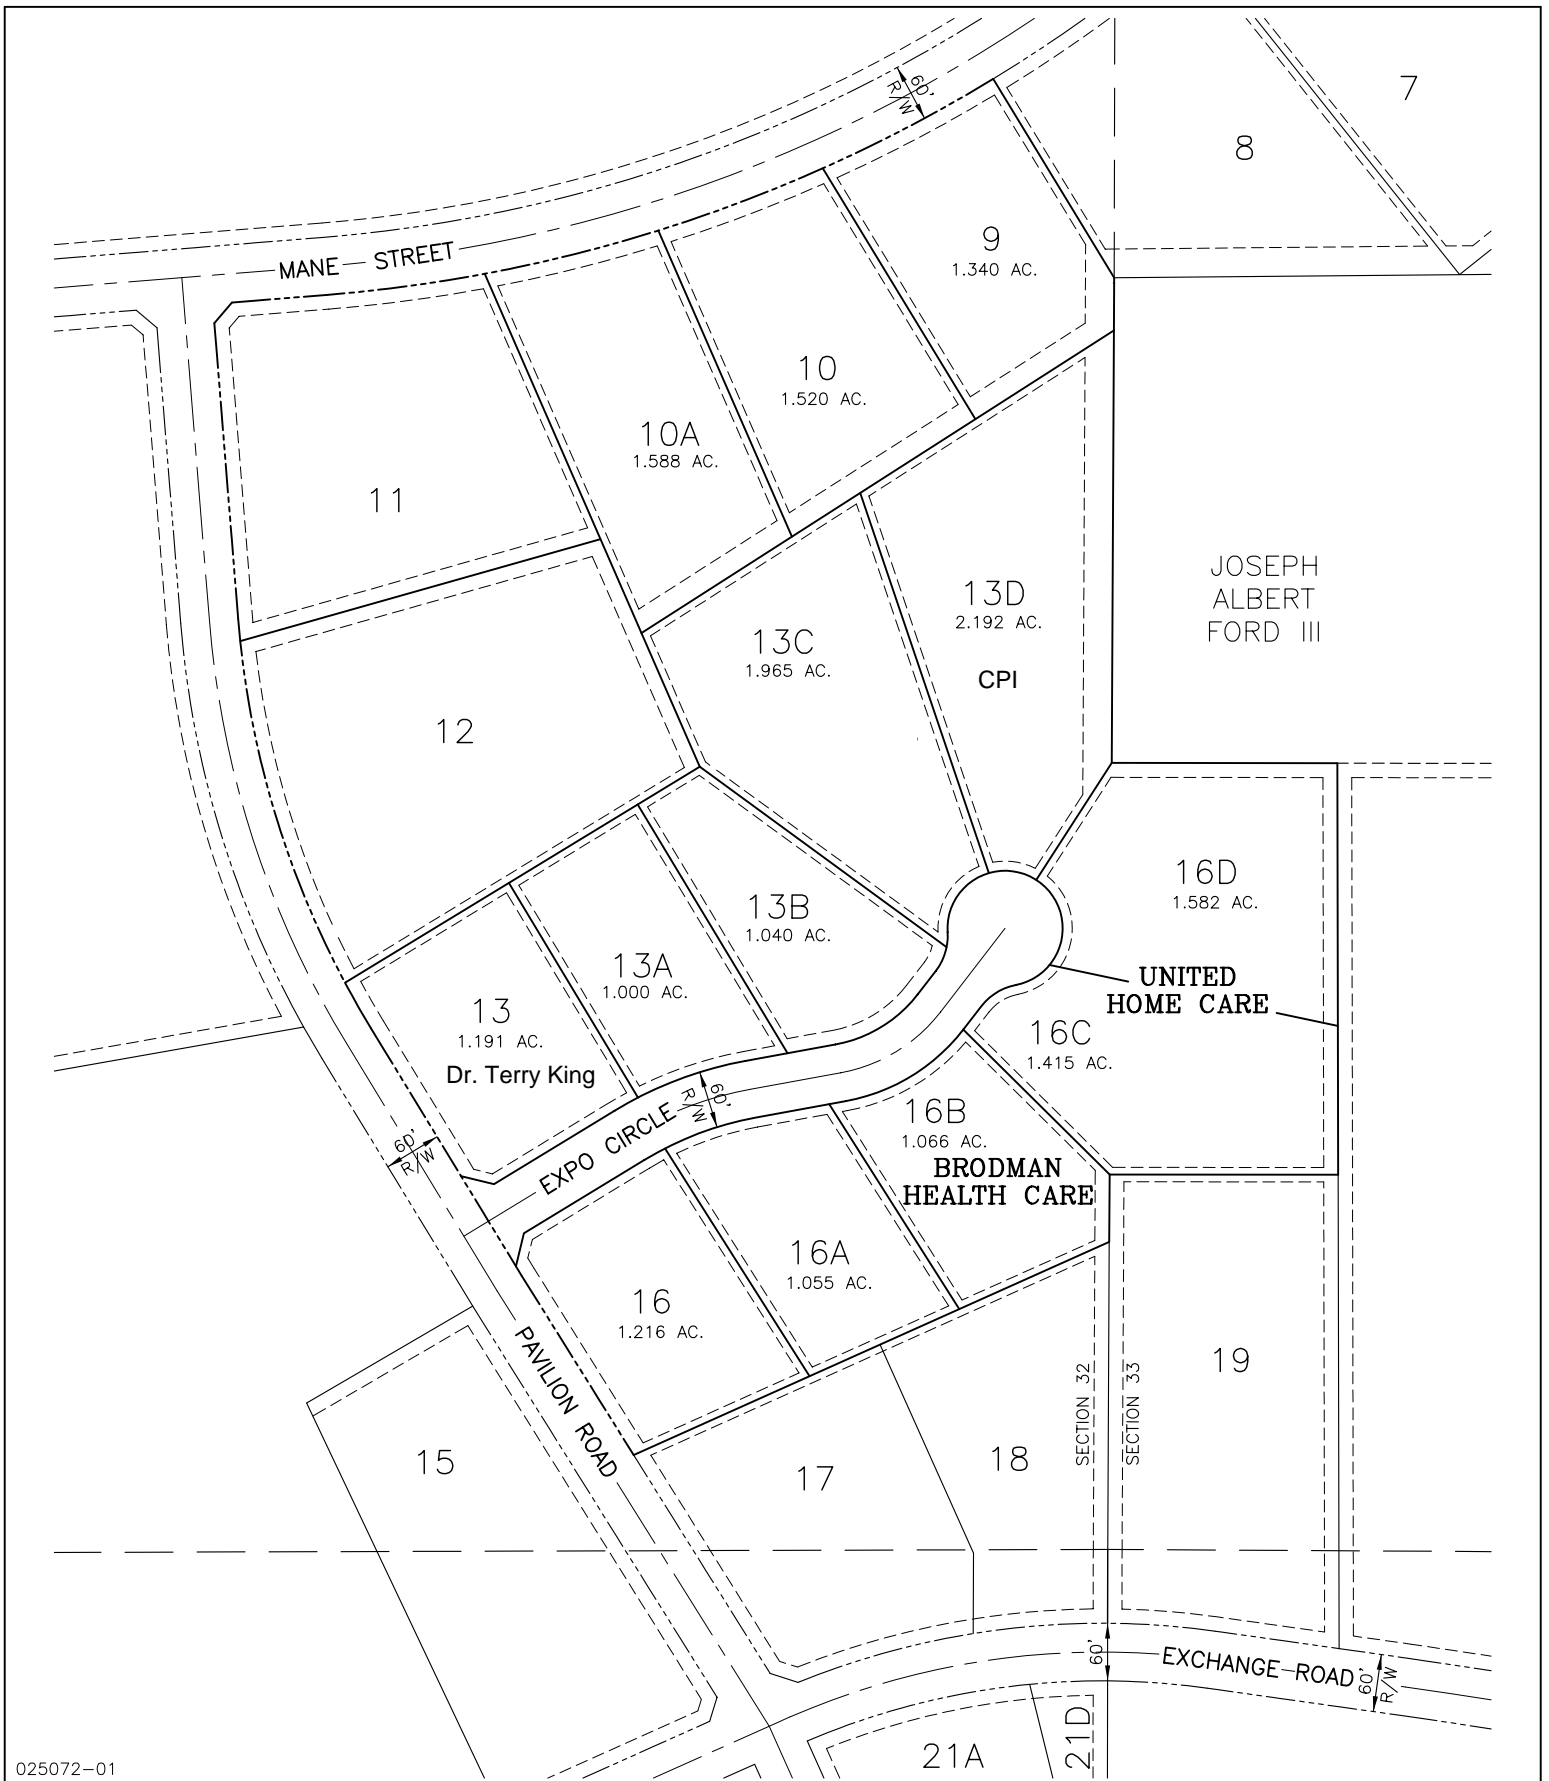 60'
R/W
7
8
MANE STREET
9
1.340 AC.
10
1.520 AC.
10A
1.588 AC.
11
JOSEPH
ALBERT
FORD III
13D
2.192 AC.
CPI
13C
1.965 AC.
12
16D
1.582 AC.
13B
1.040 AC.
13A
1.000 AC.
UNITED
HOME CARE
13
1.191 AC.
Dr. Terry King
16C
1.415 AC.
60'
R/W
16B
1.066 AC.
BRODMAN
HEALTH CARE
60'
R/W
EXPO CIRCLE
16A
1.055 AC.
16
1.216 AC.
PAVILION ROAD
19
SECTION 32
SECTION 33
15
17
18
60'
EXCHANGE ROAD
60'
R/W
21A
21D
025072-01